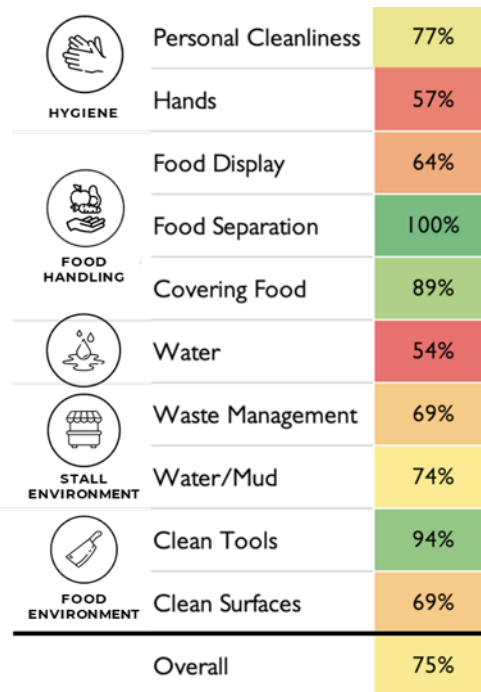 Personal Cleanliness 77%
HYGIENE
Hands 57%
Food Display 64%
FOOD
HANDLING
Food Separation 100%
Covering Food 89%
Water 54%
Waste Management 69%
STALL
ENVIRONMENT
Water/Mud 74%
Clean Tools 94%
FOOD
ENVIRONMENT
Clean Surfaces 69%
Overall 75%